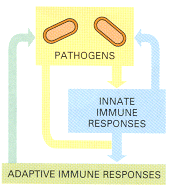 PATHOGENS
INNATE
IMMUNE
RESPONSES
ADAPTIVE IMMUNE RESPONSES